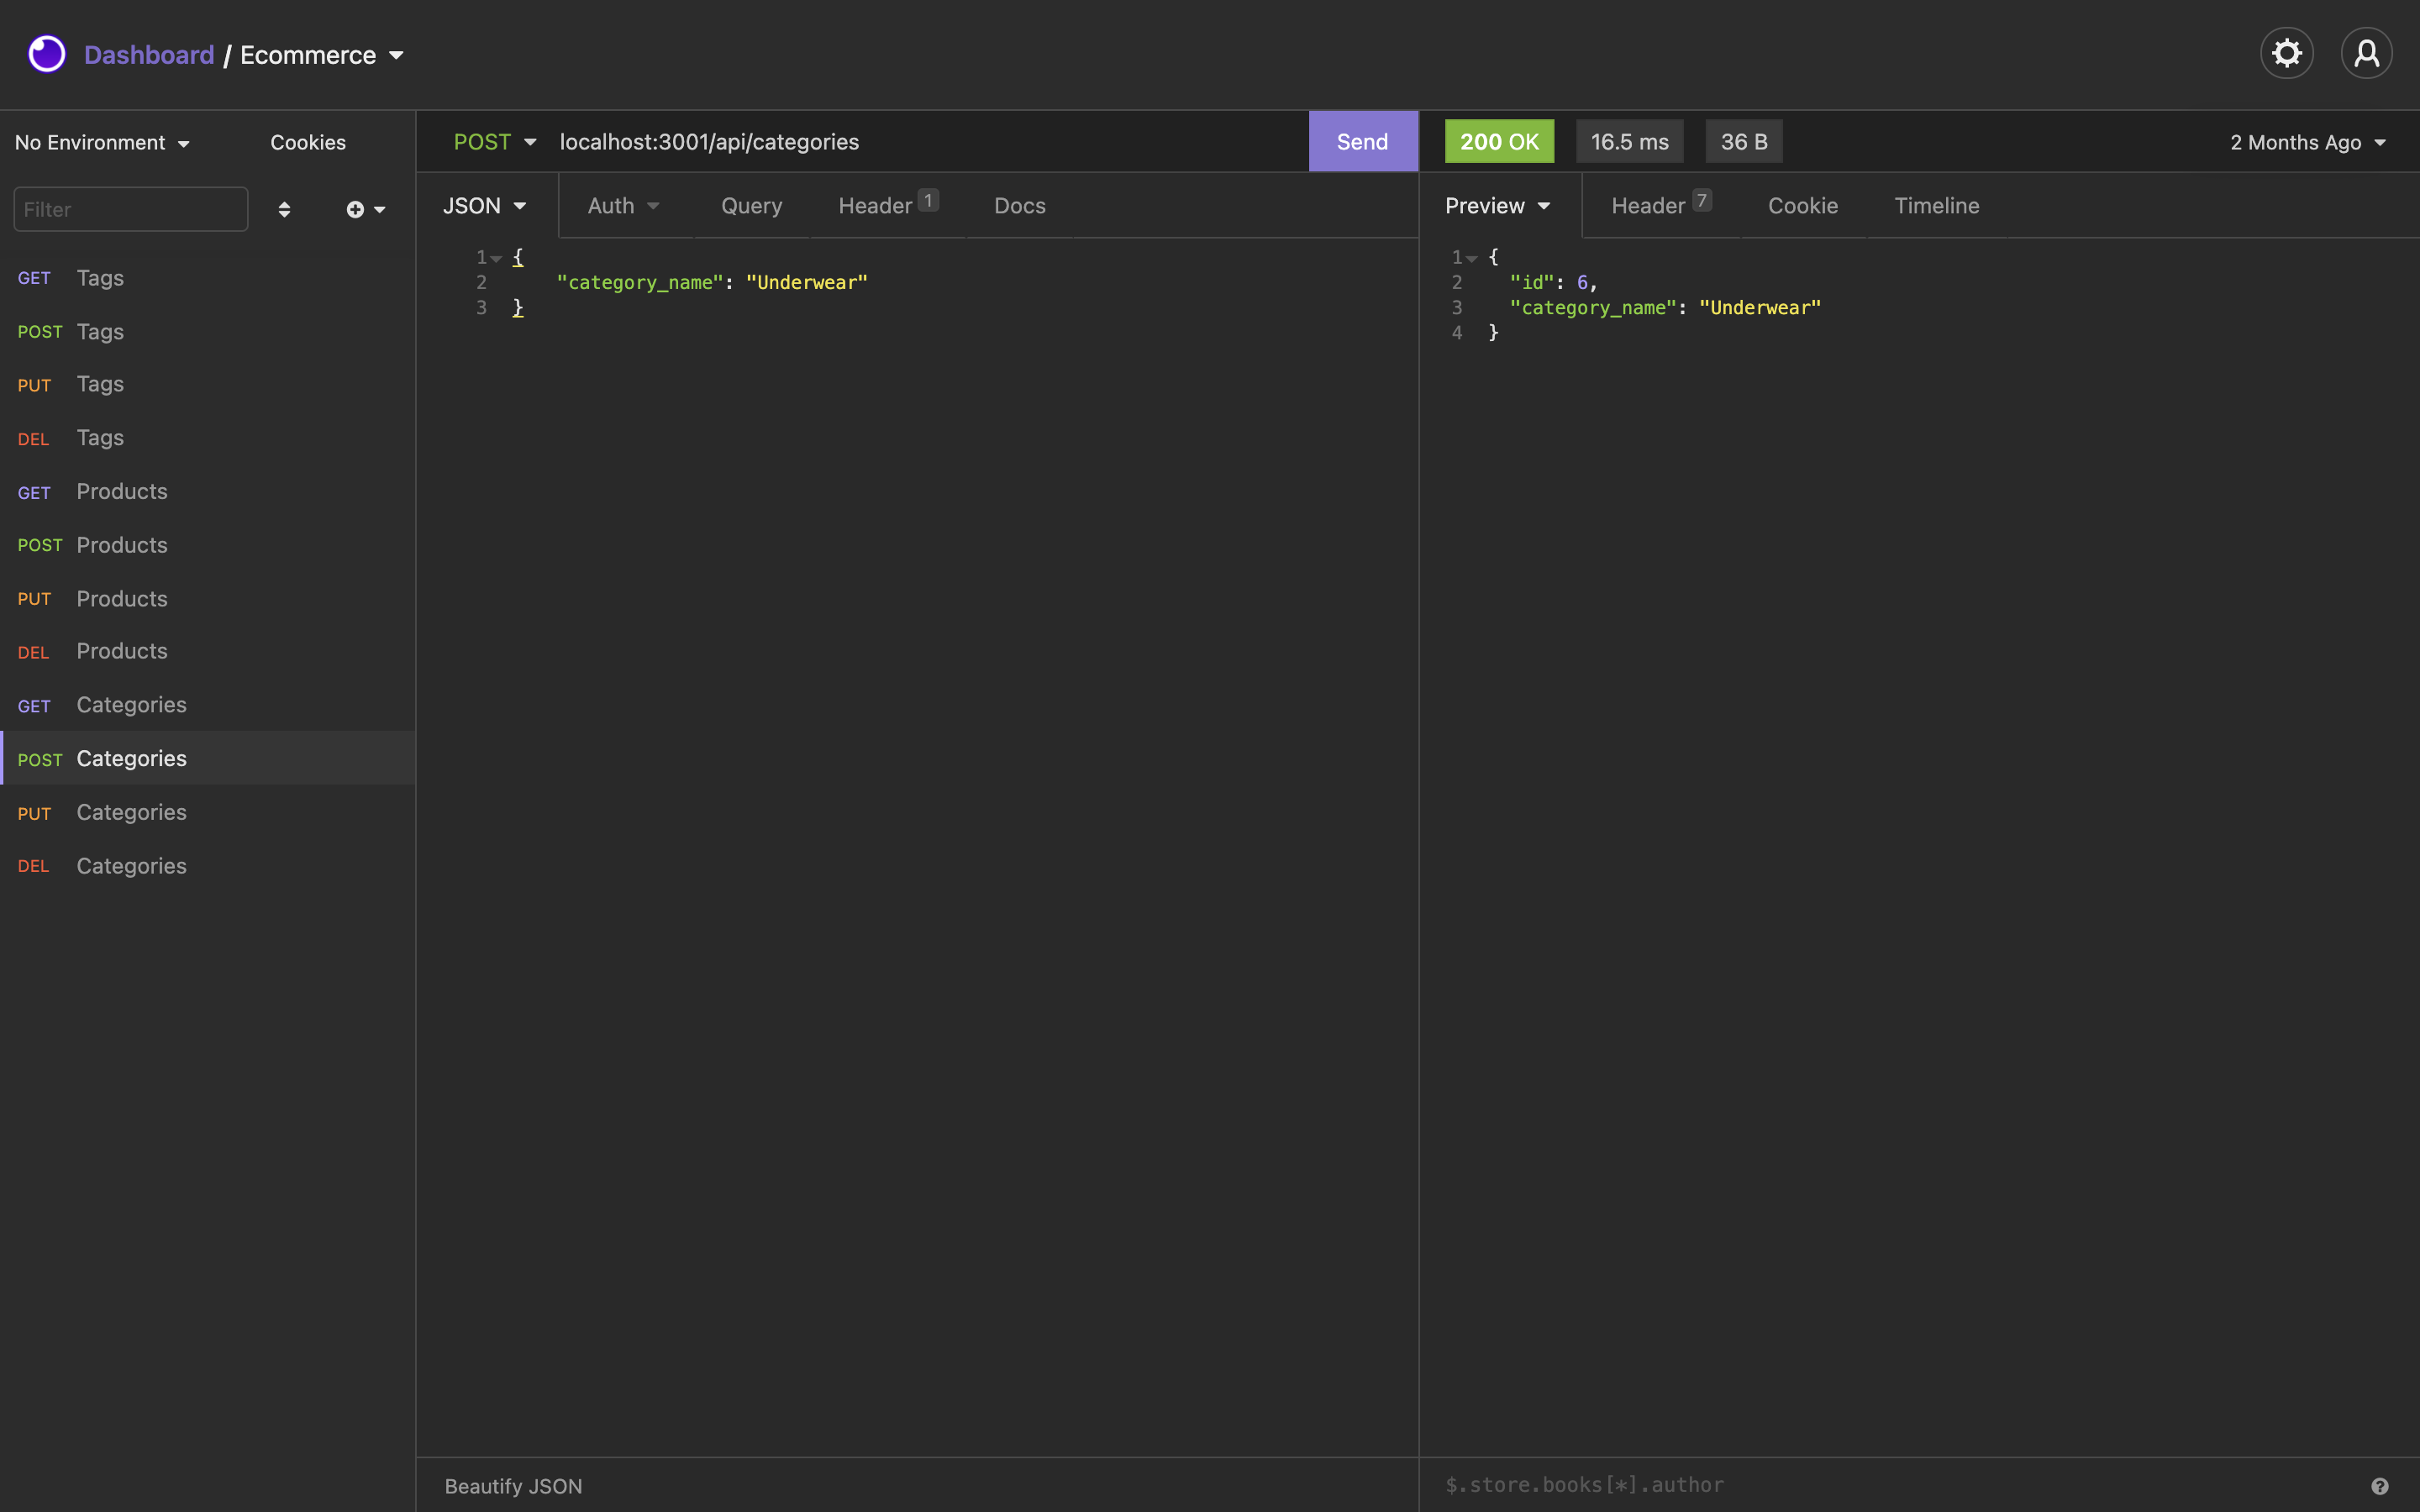 Dashboard / Ecommerce
No Environment
Cookies
Filter
GET Tags
POST Tags
PUT Tags
DEL Tags
GET Products
POST Products
PUT Products
DEL Products
GET Categories
POST Categories
PUT Categories
DEL Categories
POST localhost:3001/api/categories Send
JSON Auth Query Header 1 Docs
1 {
2 "category_name": "Underwear"
3 }
Beautify JSON
200 OK 16.5 ms 36 B 2 Months Ago
Preview Header 7 Cookie Timeline
1 {
2 "id": 6,
3 "category_name": "Underwear"
4 }
$.store.books[*].author ?